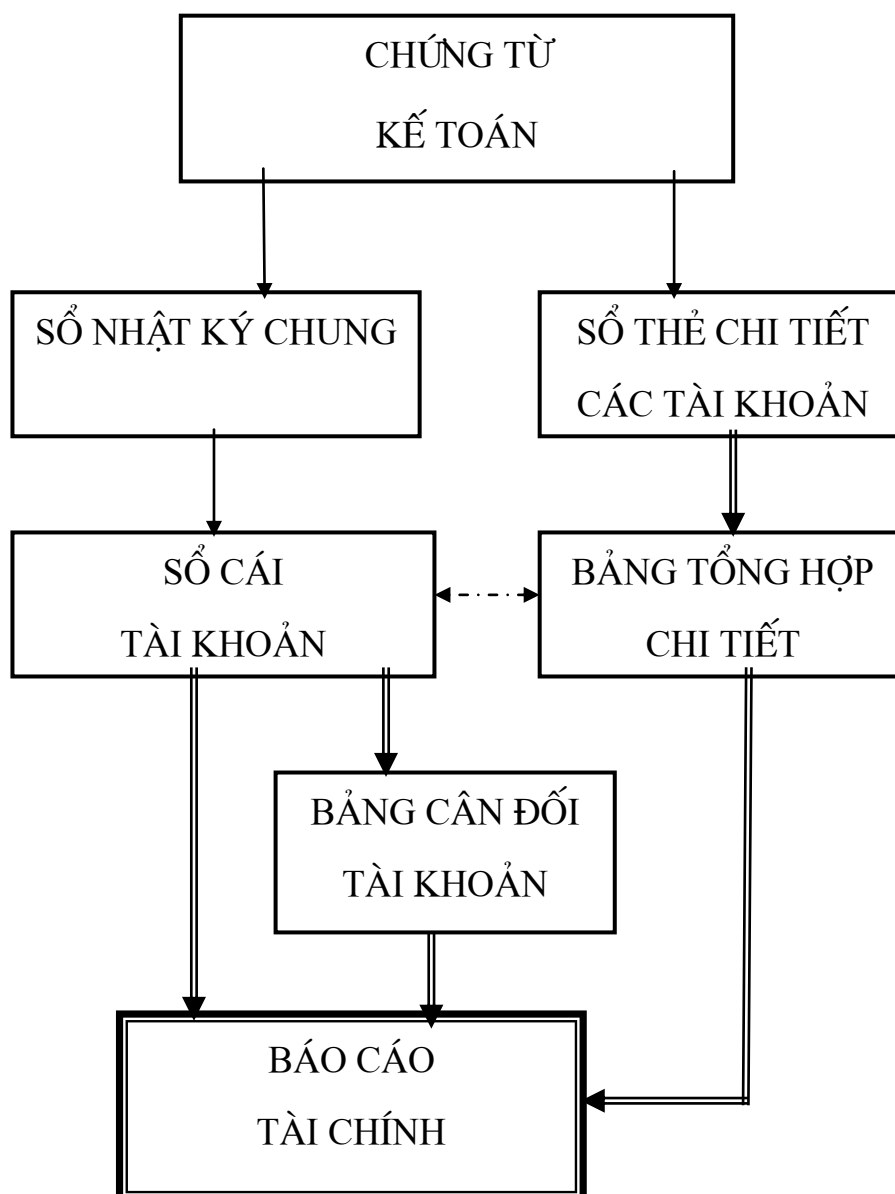 CHỨNG TỪ
KẾ TOÁN
SỔ NHẬT KÝ CHUNG
SỔ THẺ CHI TIẾT
CÁC TÀI KHOẢN
SỔ CÁI
TÀI KHOẢN
BẢNG TỔNG HỢP
CHI TIẾT
BẢNG CÂN ĐỐI
TÀI KHOẢN
BÁO CÁO
TÀI CHÍNH